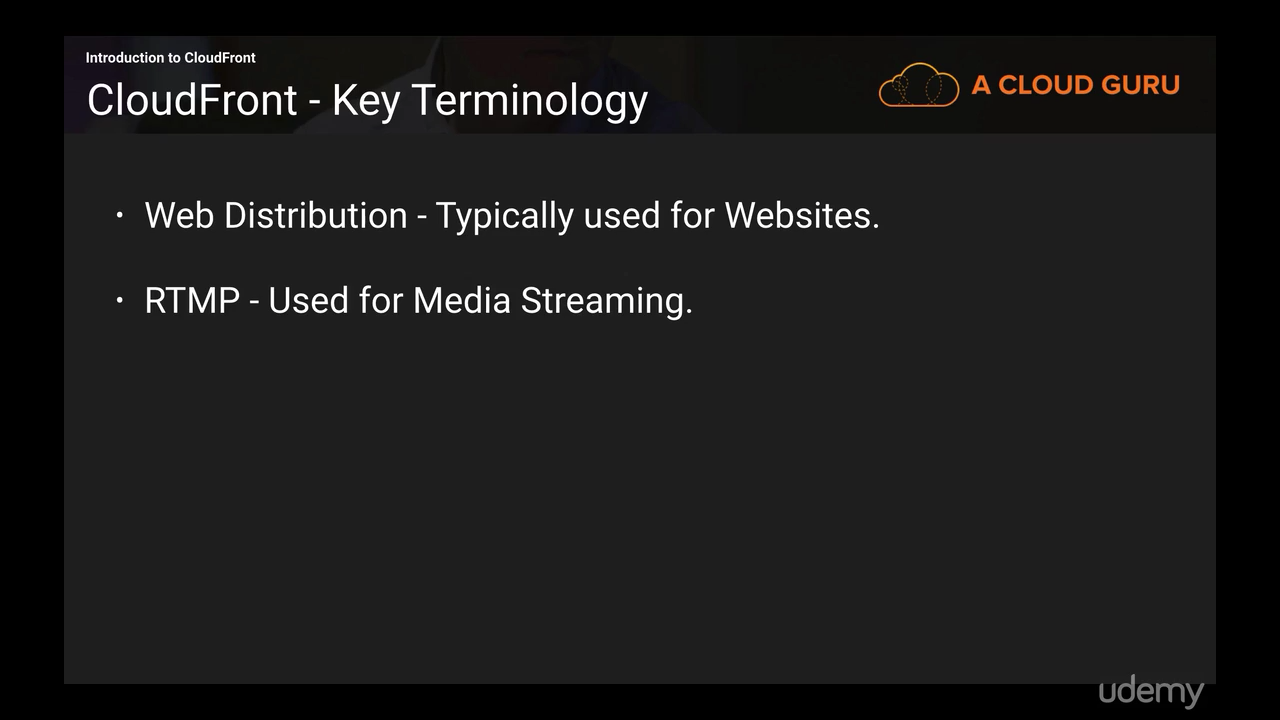 Introduction to CloudFront
CloudFront - Key Terminology
A CLOUD GURU
• Web Distribution - Typically used for Websites.
• RTMP - Used for Media Streaming.
udemy